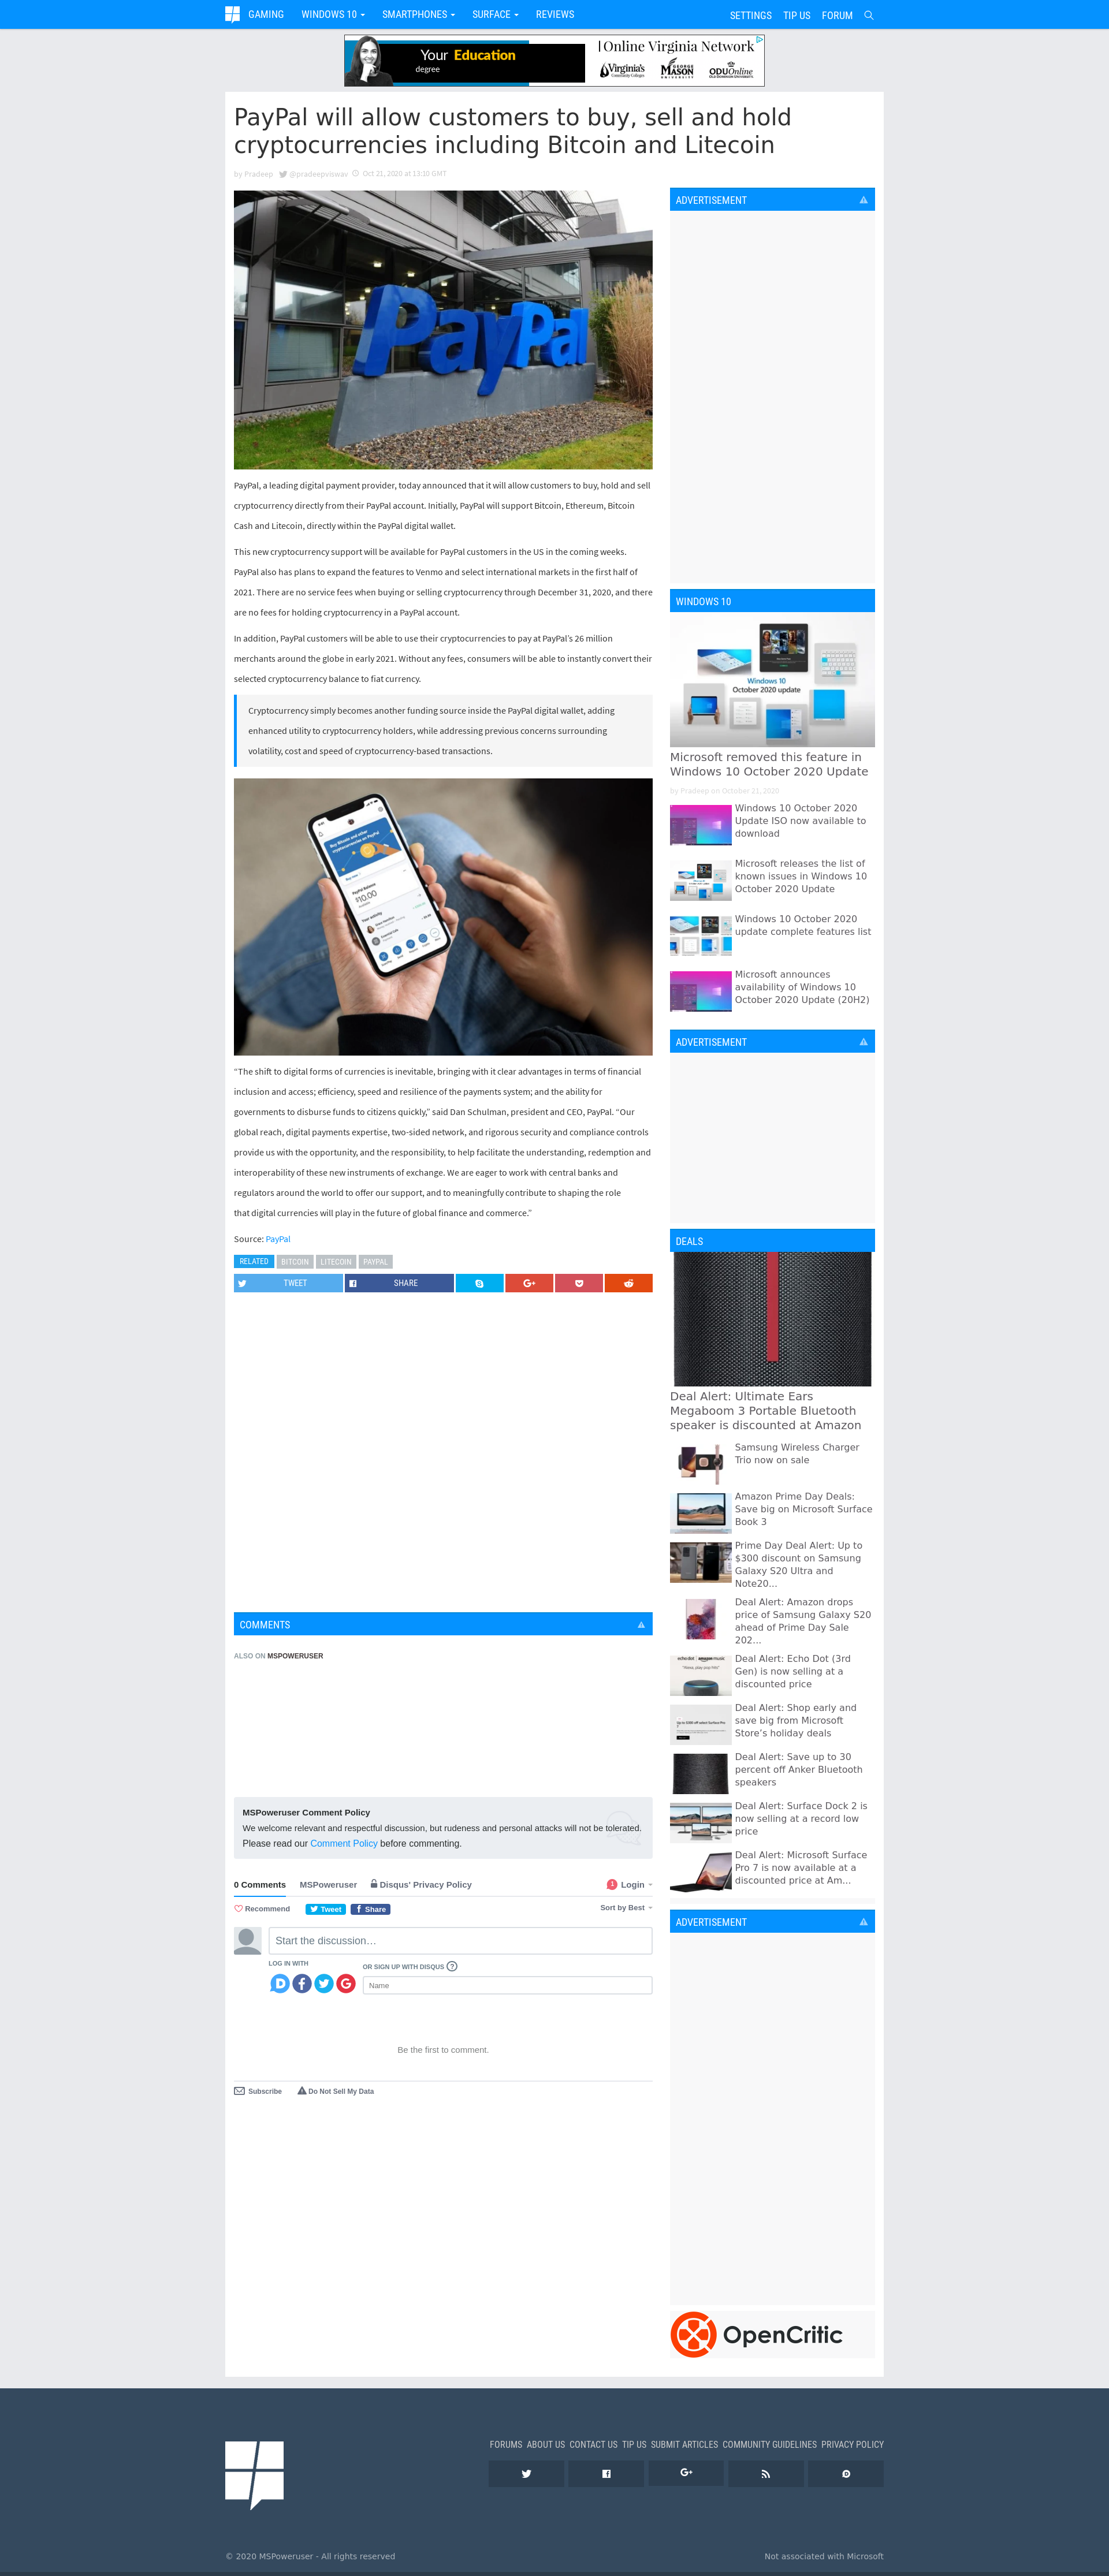 GAMING WINDOWS 10 SMARTPHONES SURFACE REVIEWS SETTINGS TIP US FORUM
Your Education
degree
Online Virginia Network
Virginia's
Community Colleges
GEORGE
MASON
UNIVERSITY
ODUOnline
OLD DOMINION UNIVERSITY
PayPal will allow customers to buy, sell and hold
cryptocurrencies including Bitcoin and Litecoin
by Pradeep @pradeepviswav Oct 21, 2020 at 13:10 GMT
PayPal
PayPal, a leading digital payment provider, today announced that it will allow customers to buy, hold and sell
cryptocurrency directly from their PayPal account. Initially, PayPal will support Bitcoin, Ethereum, Bitcoin
Cash and Litecoin, directly within the PayPal digital wallet.
This new cryptocurrency support will be available for PayPal customers in the US in the coming weeks.
PayPal also has plans to expand the features to Venmo and select international markets in the first half of
2021. There are no service fees when buying or selling cryptocurrency through December 31, 2020, and there
are no fees for holding cryptocurrency in a PayPal account.
In addition, PayPal customers will be able to use their cryptocurrencies to pay at PayPal's 26 million
merchants around the globe in early 2021. Without any fees, consumers will be able to instantly convert their
selected cryptocurrency balance to fiat currency.
Cryptocurrency simply becomes another funding source inside the PayPal digital wallet, adding
enhanced utility to cryptocurrency holders, while addressing previous concerns surrounding
volatility, cost and speed of cryptocurrency-based transactions.
Buy Bitcoin and other
cryptocurrencies on PayPal
PayPal Balance
$10.00
Your activity
“The shift to digital forms of currencies is inevitable, bringing with it clear advantages in terms of financial
inclusion and access; efficiency, speed and resilience of the payments system; and the ability for
governments to disburse funds to citizens quickly,” said Dan Schulman, president and CEO, PayPal. “Our
global reach, digital payments expertise, two-sided network, and rigorous security and compliance controls
provide us with the opportunity, and the responsibility, to help facilitate the understanding, redemption and
interoperability of these new instruments of exchange. We are eager to work with central banks and
regulators around the world to offer our support, and to meaningfully contribute to shaping the role
that digital currencies will play in the future of global finance and commerce.”
Source: PayPal
RELATED BITCOIN LITECOIN PAYPAL
TWEET SHARE
COMMENTS
ALSO ON MSPOWERUSER
MSPoweruser Comment Policy
We welcome relevant and respectful discussion, but rudeness and personal attacks will not be tolerated.
Please read our Comment Policy before commenting.
0 Comments MSPoweruser Disqus' Privacy Policy 1 Login
Recommend Tweet Share Sort by Best
Start the discussion…
LOG IN WITH
OR SIGN UP WITH DISQUS ?
Name
Be the first to comment.
Subscribe Do Not Sell My Data
ADVERTISEMENT
WINDOWS 10
Windows 10
October 2020 update
Microsoft removed this feature in
Windows 10 October 2020 Update
by Pradeep on October 21, 2020
Windows 10 October 2020
Update ISO now available to
download
Microsoft releases the list of
known issues in Windows 10
October 2020 Update
Windows 10 October 2020
update complete features list
Microsoft announces
availability of Windows 10
October 2020 Update (20H2)
ADVERTISEMENT
DEALS
Deal Alert: Ultimate Ears
Megaboom 3 Portable Bluetooth
speaker is discounted at Amazon
Samsung Wireless Charger
Trio now on sale
Amazon Prime Day Deals:
Save big on Microsoft Surface
Book 3
Prime Day Deal Alert: Up to
$300 discount on Samsung
Galaxy S20 Ultra and
Note20...
Deal Alert: Amazon drops
price of Samsung Galaxy S20
ahead of Prime Day Sale
202...
echo dot amazon music
"Alexa, play pop hits"
Deal Alert: Echo Dot (3rd
Gen) is now selling at a
discounted price
Deal Alert: Shop early and
save big from Microsoft
Store’s holiday deals
Deal Alert: Save up to 30
percent off Anker Bluetooth
speakers
Deal Alert: Surface Dock 2 is
now selling at a record low
price
Deal Alert: Microsoft Surface
Pro 7 is now available at a
discounted price at Am...
ADVERTISEMENT
OpenCritic
FORUMS ABOUT US CONTACT US TIP US SUBMIT ARTICLES COMMUNITY GUIDELINES PRIVACY POLICY
© 2020 MSPoweruser - All rights reserved
Not associated with Microsoft